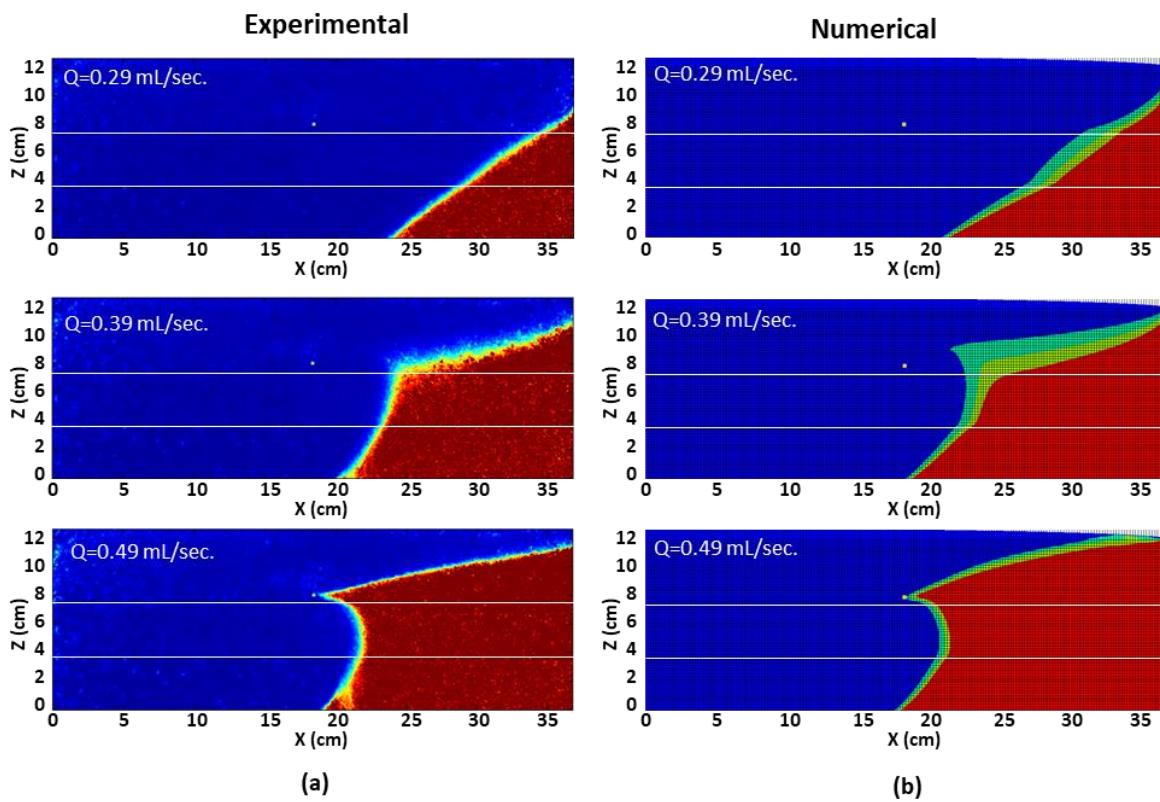 Experimental
Numerical
Q=0.29 mL/sec.
12
10
8
6
4
2
0
Z (cm)
0 5 10 15 20 25 30 35
X (cm)
Q=0.29 mL/sec.
12
10
8
6
4
2
0
Z (cm)
0 5 10 15 20 25 30 35
X (cm)
Q=0.39 mL/sec.
12
10
8
6
4
2
0
Z (cm)
0 5 10 15 20 25 30 35
X (cm)
Q=0.39 mL/sec.
12
10
8
6
4
2
0
Z (cm)
0 5 10 15 20 25 30 35
X (cm)
Q=0.49 mL/sec.
12
10
8
6
4
2
0
Z (cm)
0 5 10 15 20 25 30 35
X (cm)
Q=0.49 mL/sec.
12
10
8
6
4
2
0
Z (cm)
0 5 10 15 20 25 30 35
X (cm)
(a)
(b)